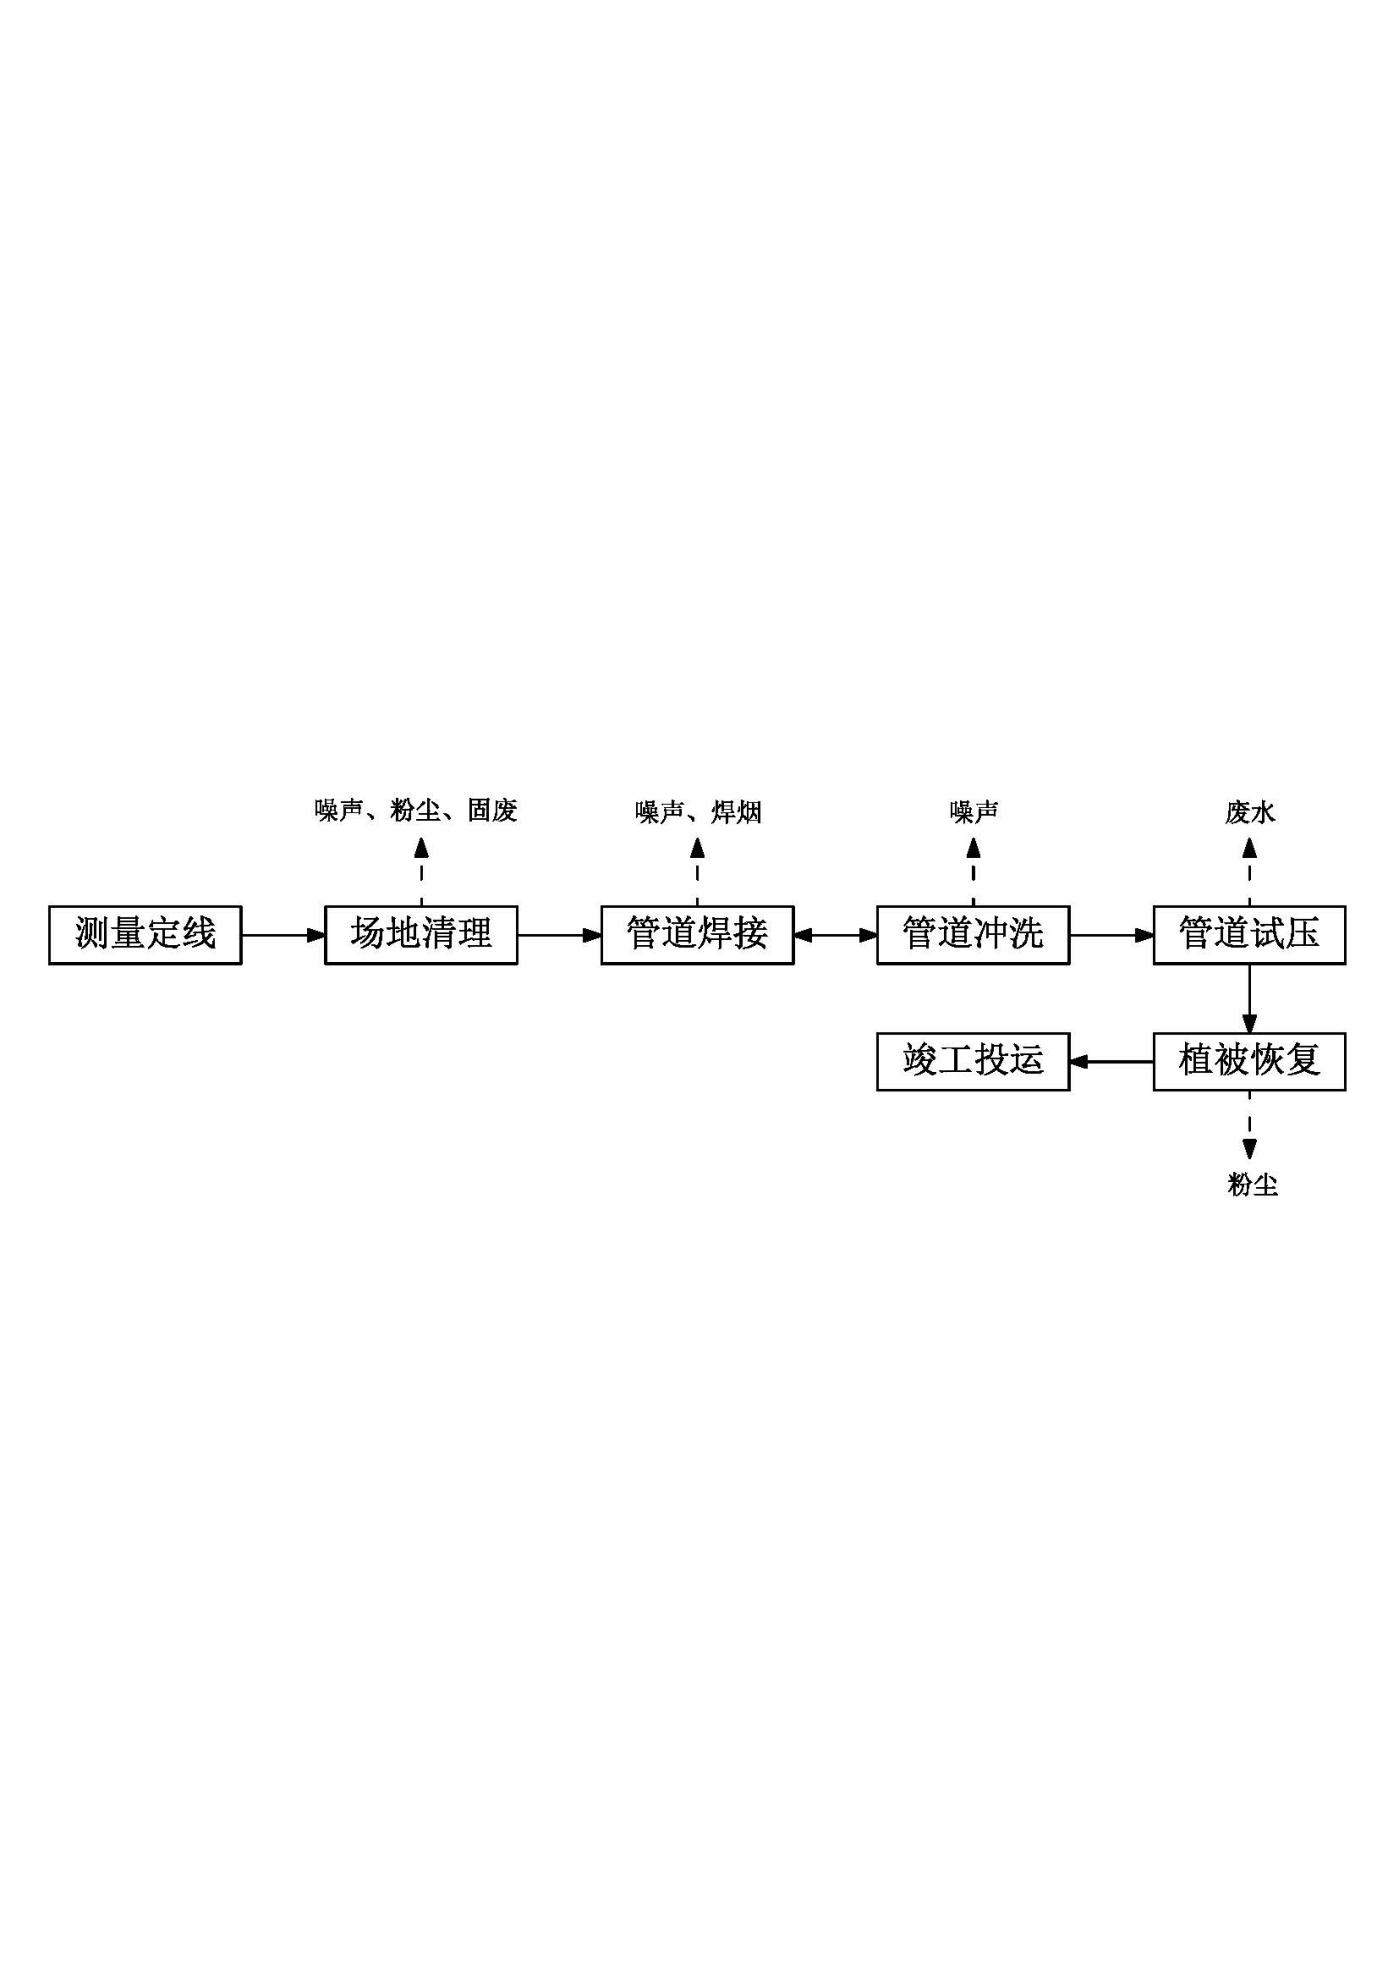 噪声、粉尘、固废
噪声、焊烟
噪声
废水
测量定线
场地清理
管道焊接
管道冲洗
管道试压
竣工投运
植被恢复
粉尘